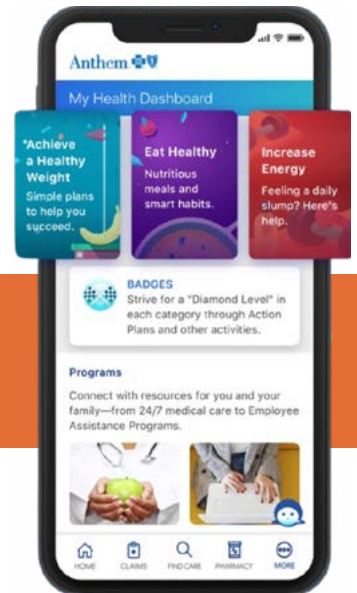 Anthem
My Health Dashboard
"Achieve
a Healthy
Weight
Simple plans
to help you
succeed.
Eat Healthy
Nutritious
meals and
smart habits.
Increase
Energy
Feeling a daily
slump? Here's
help.
BADGES
Strive for a "Diamond Level" in
each category through Action
Plans and other activities.
Programs
Connect with resources for you and your
family—from 24/7 medical care to Employee
Assistance Programs.
HOME CLAIMS FIND CARE PHARMACY MORE